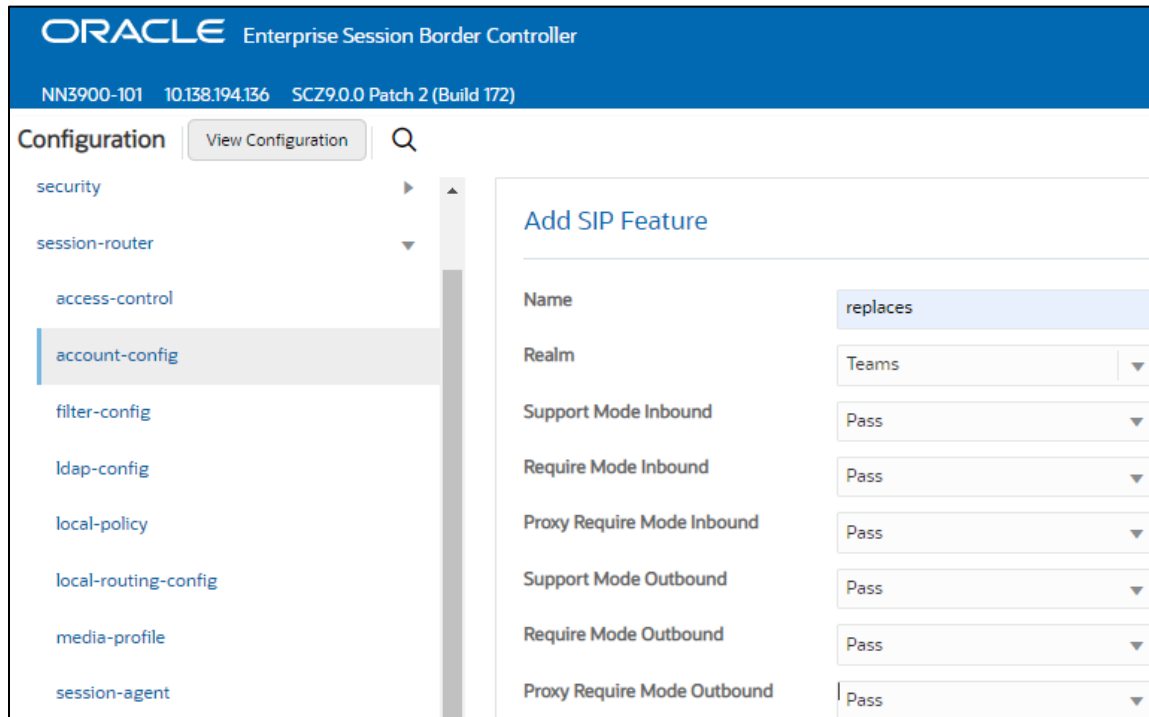 ORACLE Enterprise Session Border Controller
NN3900-101 10.138.194.136 SCZ9.0.0 Patch 2 (Build 172)
Configuration View Configuration
security
session-router
access-control
account-config
filter-config
ldap-config
local-policy
local-routing-config
media-profile
session-agent
Add SIP Feature
Name replaces
Realm Teams
Support Mode Inbound Pass
Require Mode Inbound Pass
Proxy Require Mode Inbound Pass
Support Mode Outbound Pass
Require Mode Outbound Pass
Proxy Require Mode Outbound Pass